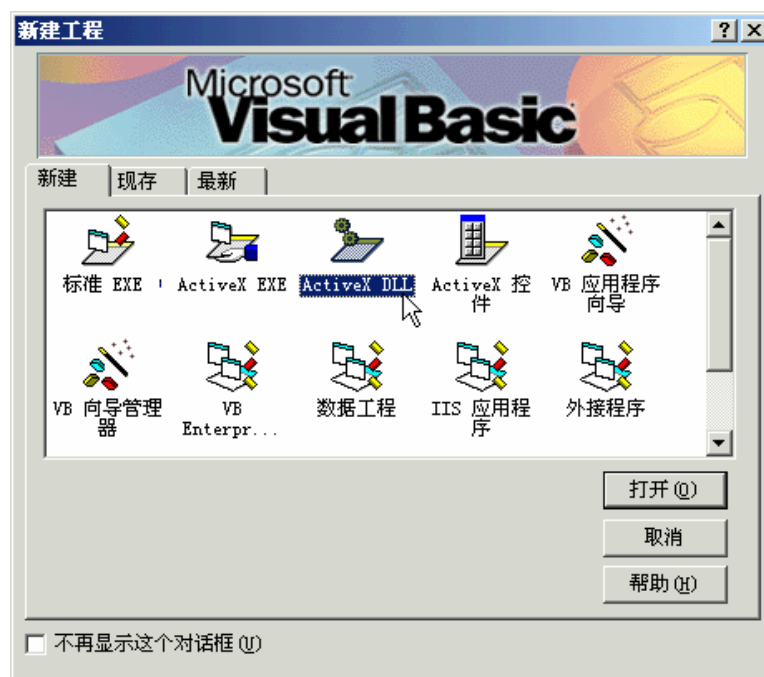 新建工程
Microsoft
Visual Basic
新建 现存 最新
标准 EXE ActiveX EXE ActiveX DLL ActiveX 控件 VB 应用程序向导
VB 向导管理器 VB Enterpr... 数据工程 IIS 应用程序 外接程序
打开(O)
取消
帮助(H)
不再显示这个对话框(U)